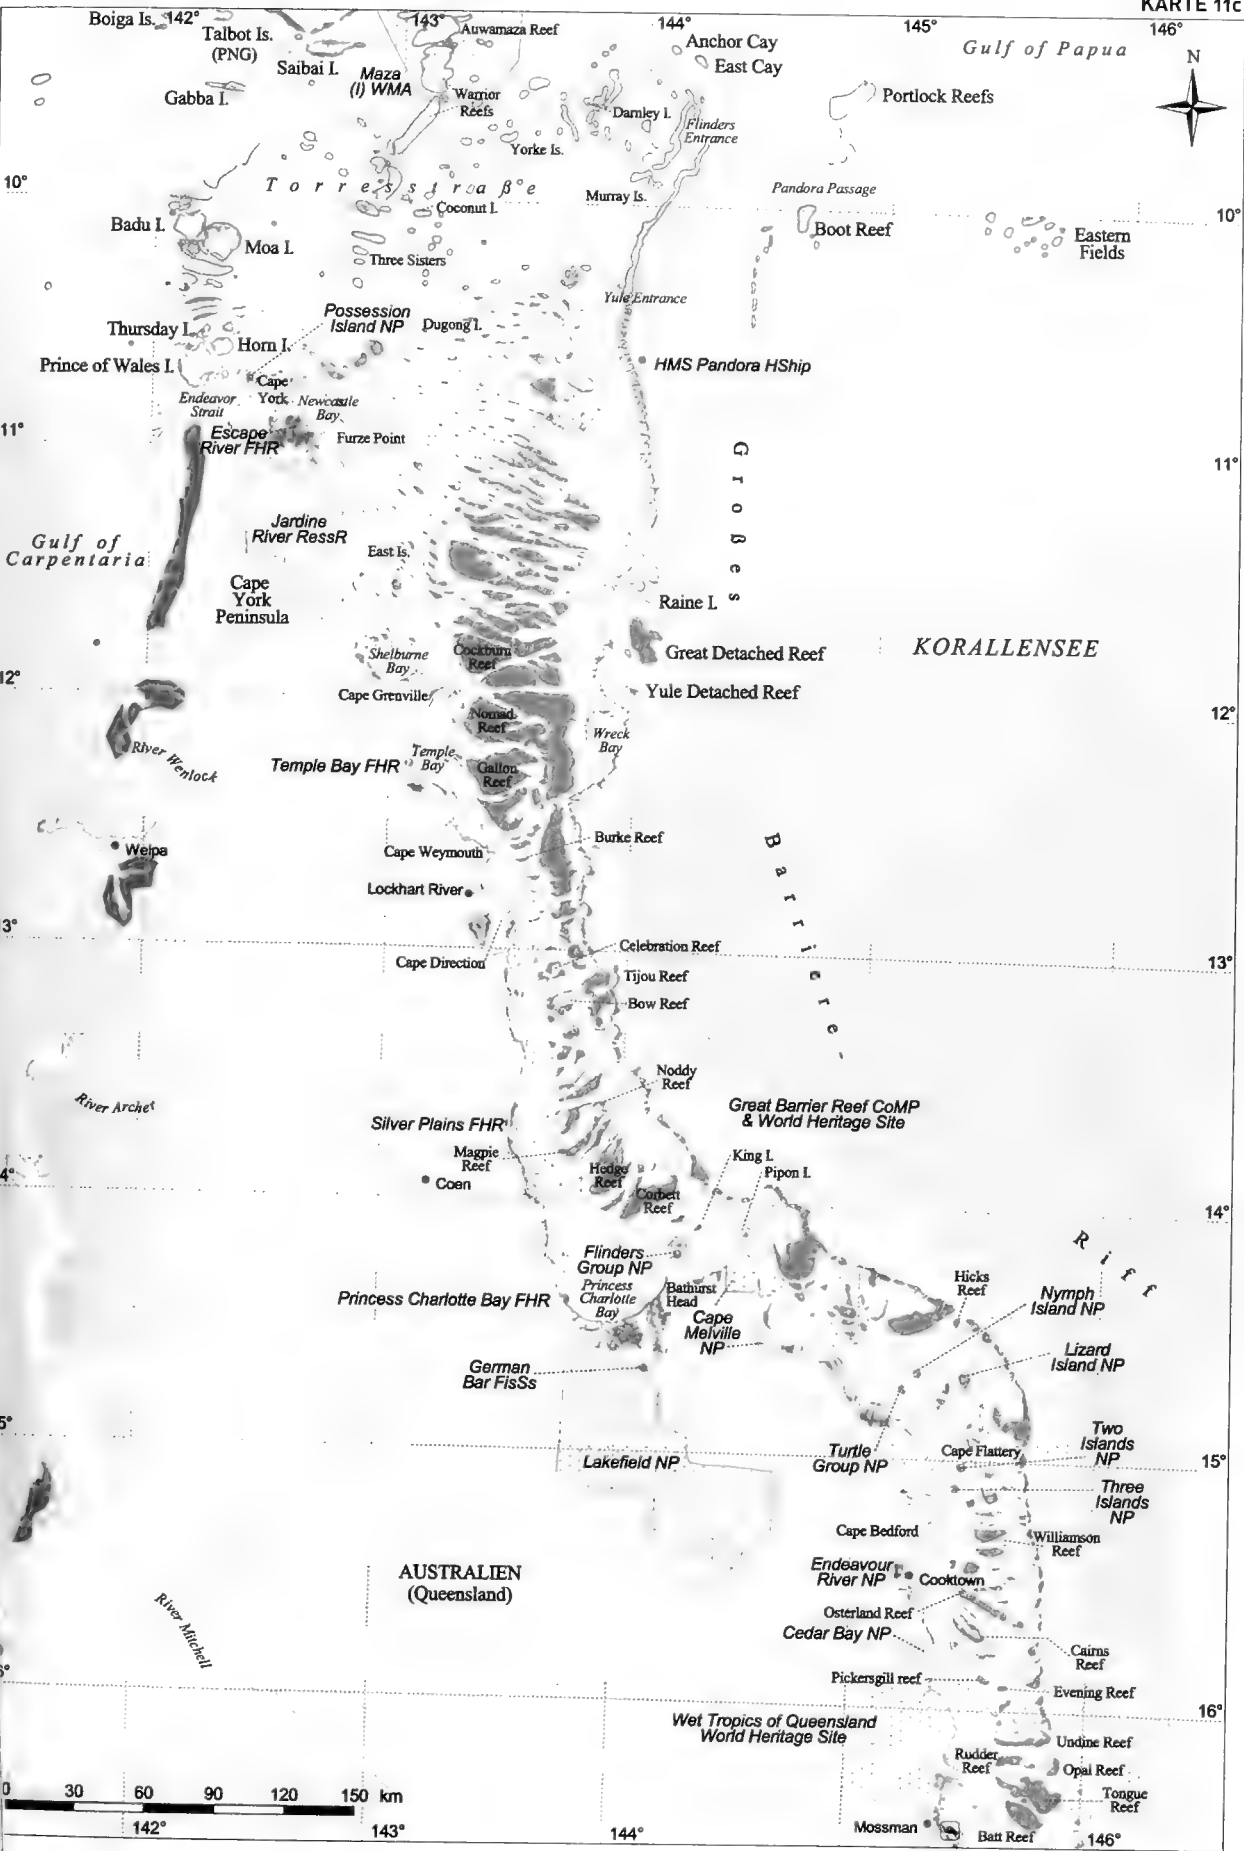 KARTE 11c
Boiga Is.
142°
143°
144°
145°
146°
Talbot Is.
(PNG)
Saibai I.
Maza
(I) WMA
Auwamaza Reef
Anchor Cay
East Cay
Gulf of Papua
N
Gabba I.
Warrior
Reefs
Darnley I.
Flinders
Entrance
Portlock Reefs
Yorke Is.
10°
Torresstraße
Murray Is.
Pandora Passage
10°
Badu I.
Moa I.
Coconut I.
Three Sisters
Boot Reef
Eastern
Fields
Yule Entrance
Possession
Island NP
Dugong I.
Thursday I.
Horn I.
Prince of Wales I.
HMS Pandora HShip
Cape
York
Endeavor
Strait
Newcastle
Bay
11°
Escape
River FHR
Furze Point
11°
Großes
Jardine
River RessR
Gulf of
Carpentaria
East Is.
Cape
York
Peninsula
Raine I.
Shelburne
Bay
Cockburn
Reef
Great Detached Reef
KORALLENSEE
12°
Cape Grenville
Yule Detached Reef
12°
Nomad
Reef
Wreck
Bay
River Wenlock
Temple Bay FHR
Temple
Bay
Gallon
Reef
Barriere-
Burke Reef
Weipa
Cape Weymouth
Lockhart River
3°
Celebration Reef
13°
Cape Direction
Tijou Reef
Bow Reef
Noddy
Reef
River Archer
Silver Plains FHR
Great Barrier Reef CoMP
& World Heritage Site
Magpie
Reef
King I.
Pipon I.
4°
Coen
Hedge
Reef
Corbett
Reef
14°
Riff
Flinders
Group NP
Princess Charlotte Bay FHR
Princess
Charlotte
Bay
Bathurst
Head
Hicks
Reef
Nymph
Island NP
Cape
Melville
NP
Lizard
Island NP
German
Bar FisSs
5°
Lakefield NP
Turtle
Group NP
Cape Flattery
Two
Islands
NP
15°
Three
Islands
NP
Cape Bedford
Williamson
Reef
AUSTRALIEN
(Queensland)
Endeavour
River NP
Cooktown
River Mitchell
Osterland Reef
Cedar Bay NP
Cairns
Reef
6°
Pickersgill reef
Evening Reef
Wet Tropics of Queensland
World Heritage Site
16°
Undine Reef
Rudder
Reef
Opal Reef
Tongue
Reef
0 30 60 90 120 150 km
Mossman
Batt Reef
142°
143°
144°
146°